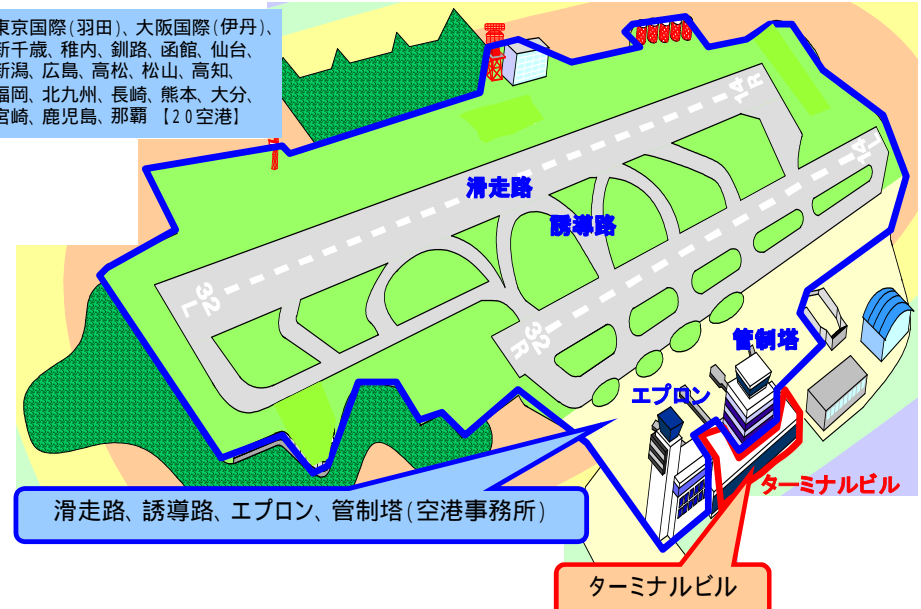 東京国際(羽田)、大阪国際(伊丹)、
新千歳、稚内、釧路、函館、仙台、
新潟、広島、高松、松山、高知、
福岡、北九州、長崎、熊本、大分、
宮崎、鹿児島、那覇 【20空港】
14
R
14
L
滑走路
誘導路
32
L
32
R
管制塔
エプロン
ターミナルビル
滑走路、誘導路、エプロン、管制塔(空港事務所)
ターミナルビル